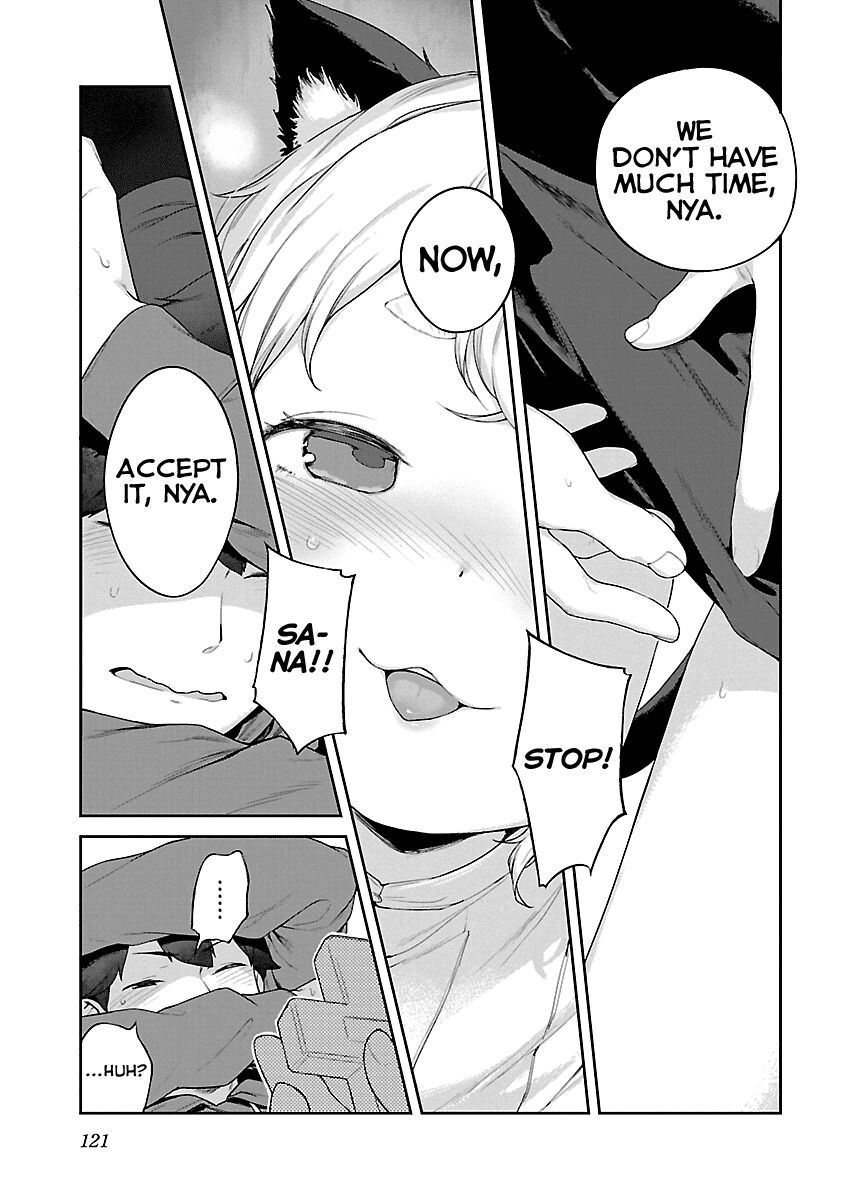 WE
DON'T HAVE
MUCH TIME,
NYA.
NOW,
STOP!
ACCEPT
IT, NYA.
SA-
NA!!
......
...HUH?
121